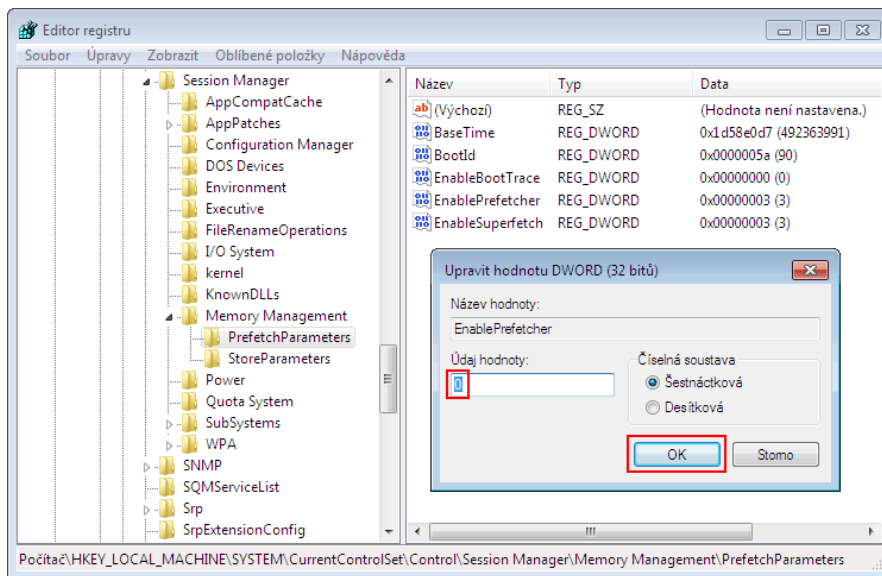 Editor registru
Soubor Úpravy Zobrazit Oblíbené položky Nápověda
Session Manager
AppCompatCache
AppPatches
Configuration Manager
DOS Devices
Environment
Executive
FileRenameOperations
I/O System
kernel
KnownDLLs
Memory Management
PrefetchParameters
StoreParameters
Power
Quota System
SubSystems
WPA
SNMP
SQMServiceList
Srp
SrpExtensionConfig
Název Typ Data
(Výchozí) REG_SZ (Hodnota není nastavena.)
BaseTime REG_DWORD 0x1d58e0d7 (492363991)
BootId REG_DWORD 0x0000005a (90)
EnableBootTrace REG_DWORD 0x00000000 (0)
EnablePrefetcher REG_DWORD 0x00000003 (3)
EnableSuperfetch REG_DWORD 0x00000003 (3)
Upravit hodnotu DWORD (32 bitů)
Název hodnoty:
EnablePrefetcher
Údaj hodnoty:
0
Číselná soustava
Šestnáctková
Desítková
OK Storno
Počítač\HKEY_LOCAL_MACHINE\SYSTEM\CurrentControlSet\Control\Session Manager\Memory Management\PrefetchParameters